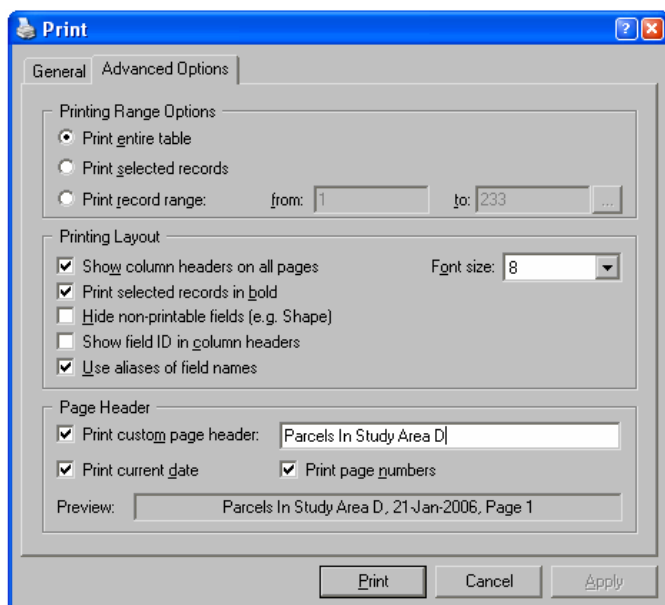 Print
General Advanced Options
Printing Range Options
Print entire table
Print selected records
Print record range: from: 1 to: 233 ...
Printing Layout
Show column headers on all pages Font size: 8
Print selected records in bold
Hide non-printable fields (e.g. Shape)
Show field ID in column headers
Use aliases of field names
Page Header
Print custom page header: Parcels In Study Area D
Print current date Print page numbers
Preview: Parcels In Study Area D, 21-Jan-2006, Page 1
Print Cancel Apply